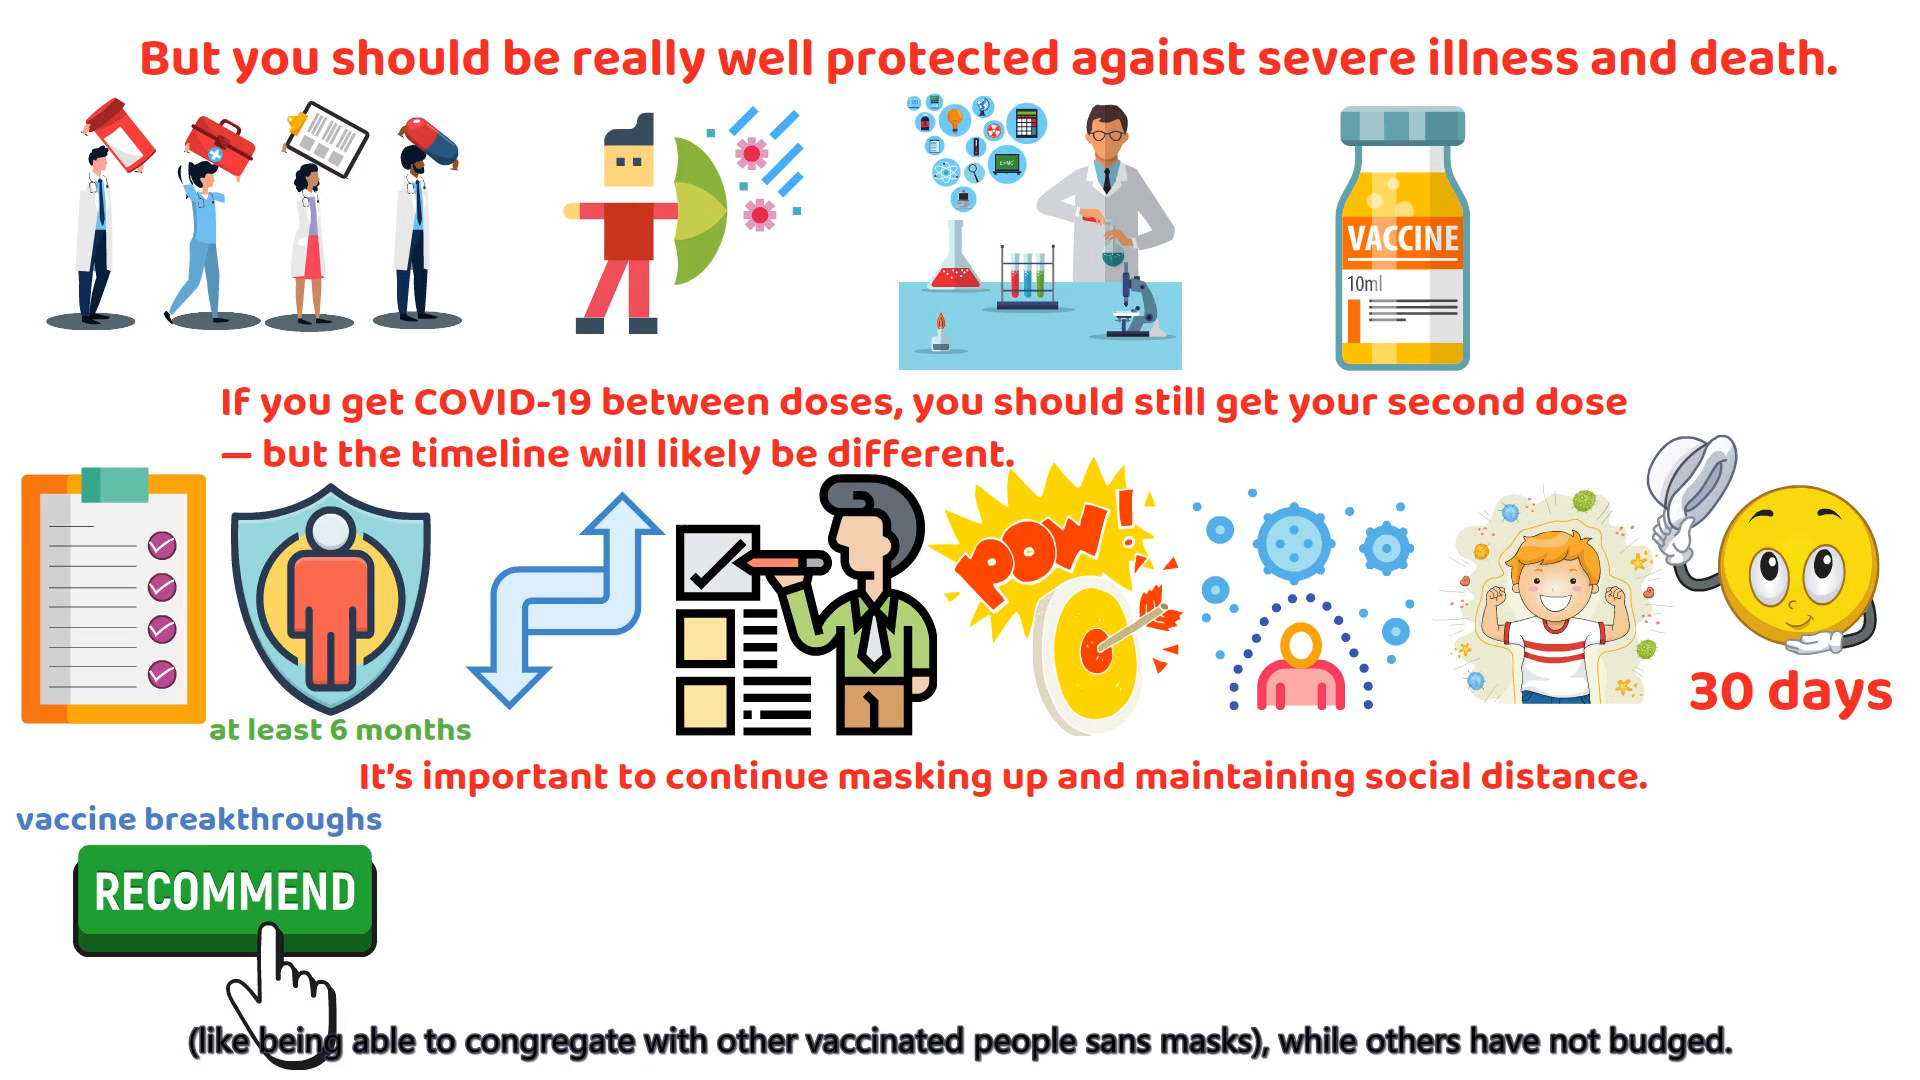 But you should be really well protected against severe illness and death.
VACCINE
10ml
If you get COVID-19 between doses, you should still get your second dose
— but the timeline will likely be different.
POW!
at least 6 months
30 days
It's important to continue masking up and maintaining social distance.
vaccine breakthroughs
RECOMMEND
(like being able to congregate with other vaccinated people sans masks), while others have not budged.